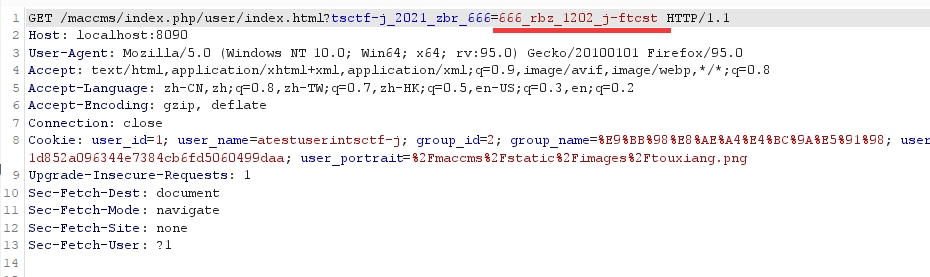 1 GET /maccms/index.php/user/index.html?tsctf-j_2021_zbr_666=666_rbz_1202_j-ftcst HTTP/1.1
2 Host: localhost:8090
3 User-Agent: Mozilla/5.0 (Windows NT 10.0; Win64; x64; rv:95.0) Gecko/20100101 Firefox/95.0
4 Accept: text/html,application/xhtml+xml,application/xml;q=0.9,image/avif,image/webp,*/*;q=0.8
5 Accept-Language: zh-CN,zh;q=0.8,zh-TW;q=0.7,zh-HK;q=0.5,en-US;q=0.3,en;q=0.2
6 Accept-Encoding: gzip, deflate
7 Connection: close
8 Cookie: user_id=1; user_name=atestuserintsctf-j; group_id=2; group_name=%E9%BB%98%E8%AE%A4%E4%BC%9A%E5%91%98; user
1d852a096344e7384cb6fd5060499daa; user_portrait=%2Fmaccms%2Fstatic%2Fimages%2Ftouxiang.png
9 Upgrade-Insecure-Requests: 1
10 Sec-Fetch-Dest: document
11 Sec-Fetch-Mode: navigate
12 Sec-Fetch-Site: none
13 Sec-Fetch-User: ?1
14